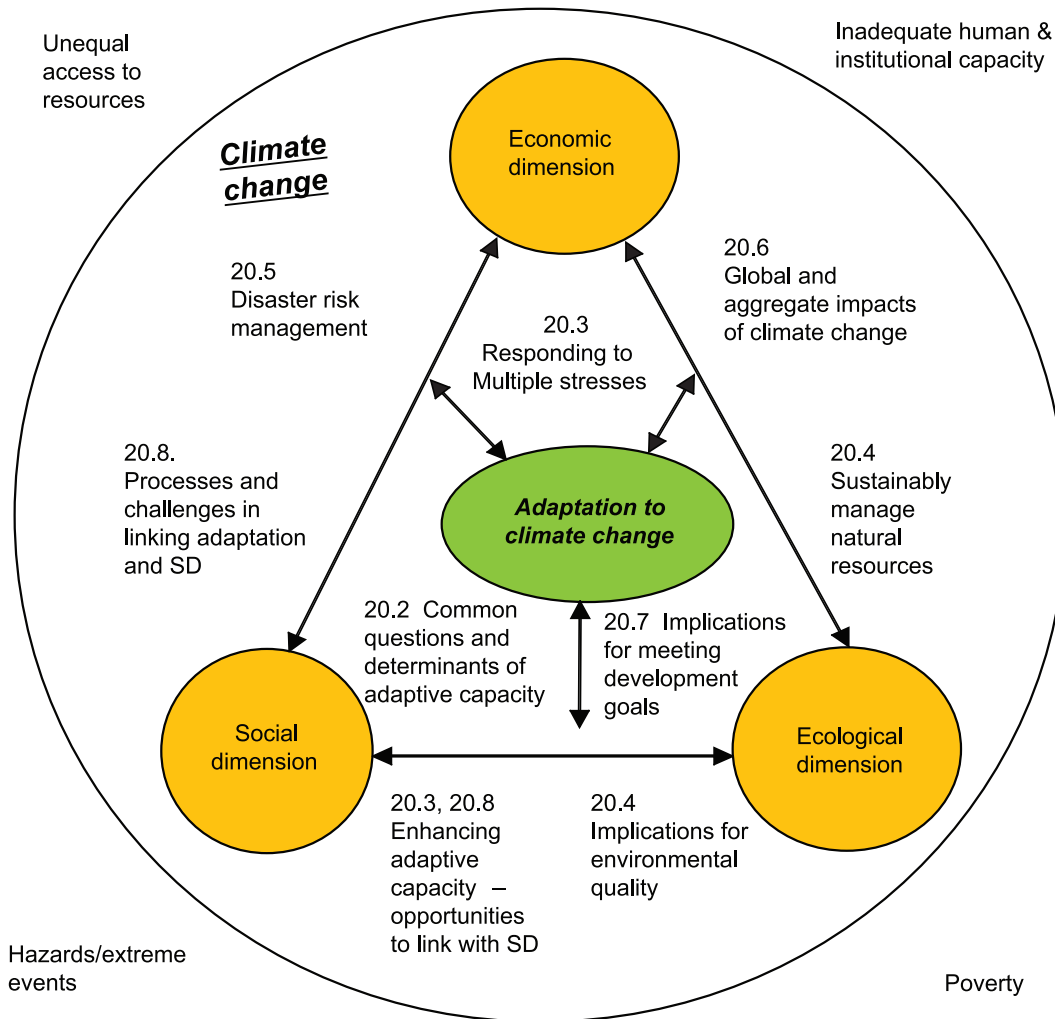 Unequal
access to
resources
Inadequate human &
institutional capacity
Climate
change
Economic
dimension
20.5
Disaster risk
management
20.3
Responding to
Multiple stresses
20.6
Global and
aggregate impacts
of climate change
20.8.
Processes and
challenges in
linking adaptation
and SD
Adaptation to
climate change
20.4
Sustainably
manage
natural
resources
20.2 Common
questions and
determinants of
adaptive capacity
20.7 Implications
for meeting
development
goals
Social
dimension
Ecological
dimension
20.3, 20.8
Enhancing
adaptive
capacity –
opportunities
to link with SD
20.4
Implications for
environmental
quality
Hazards/extreme
events
Poverty